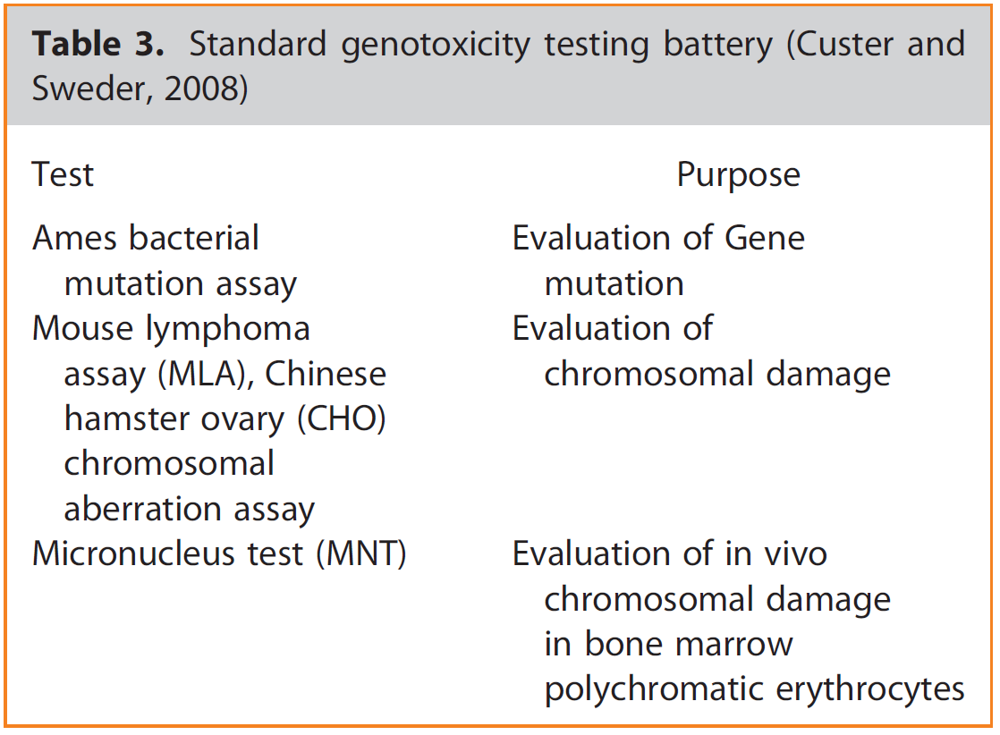 Table 3. Standard genotoxicity testing battery (Custer and
Sweder, 2008)
Test Purpose
Ames bacterial
mutation assay
Evaluation of Gene
mutation
Mouse lymphoma
assay (MLA), Chinese
hamster ovary (CHO)
chromosomal
aberration assay
Evaluation of
chromosomal damage
Micronucleus test (MNT)
Evaluation of in vivo
chromosomal damage
in bone marrow
polychromatic erythrocytes